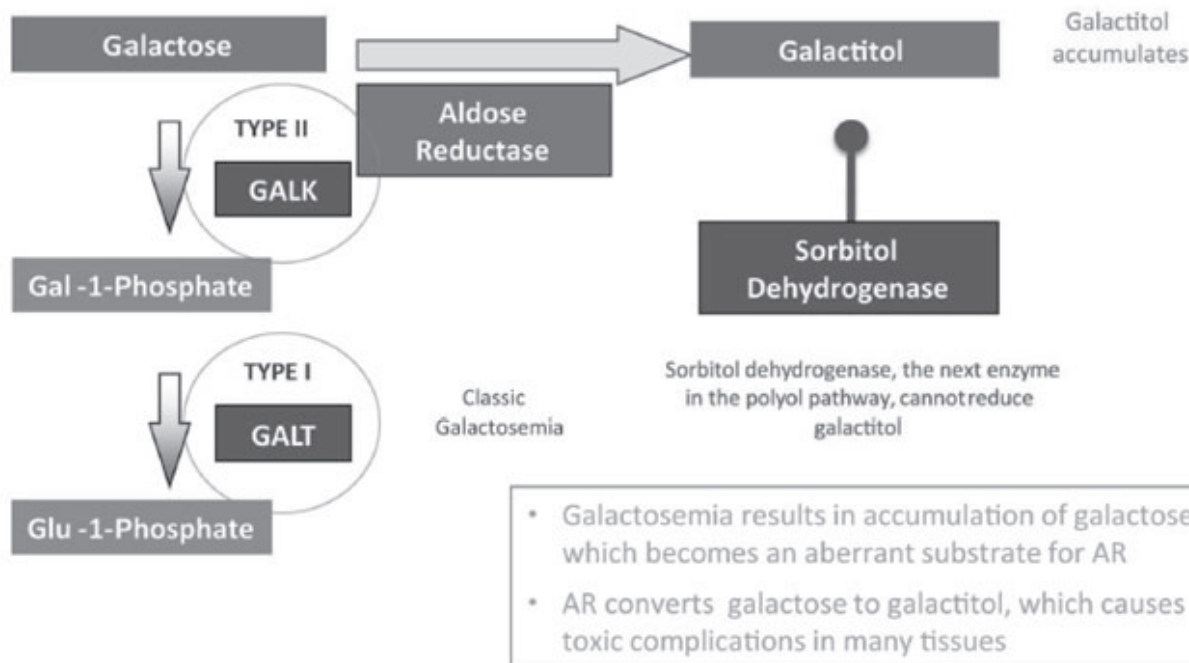 Galactose
Galactitol
Galactitol
accumulates
TYPE II
GALK
Aldose
Reductase
Gal -1-Phosphate
Sorbitol
Dehydrogenase
TYPE I
GALT
Classic
Galactosemia
Sorbitol dehydrogenase, the next enzyme
in the polyol pathway, cannotreduce
galactitol
Glu -1-Phosphate
• Galactosemia results in accumulation of galactose
which becomes an aberrant substrate for AR
• AR converts galactose to galactitol, which causes
toxic complications in many tissues